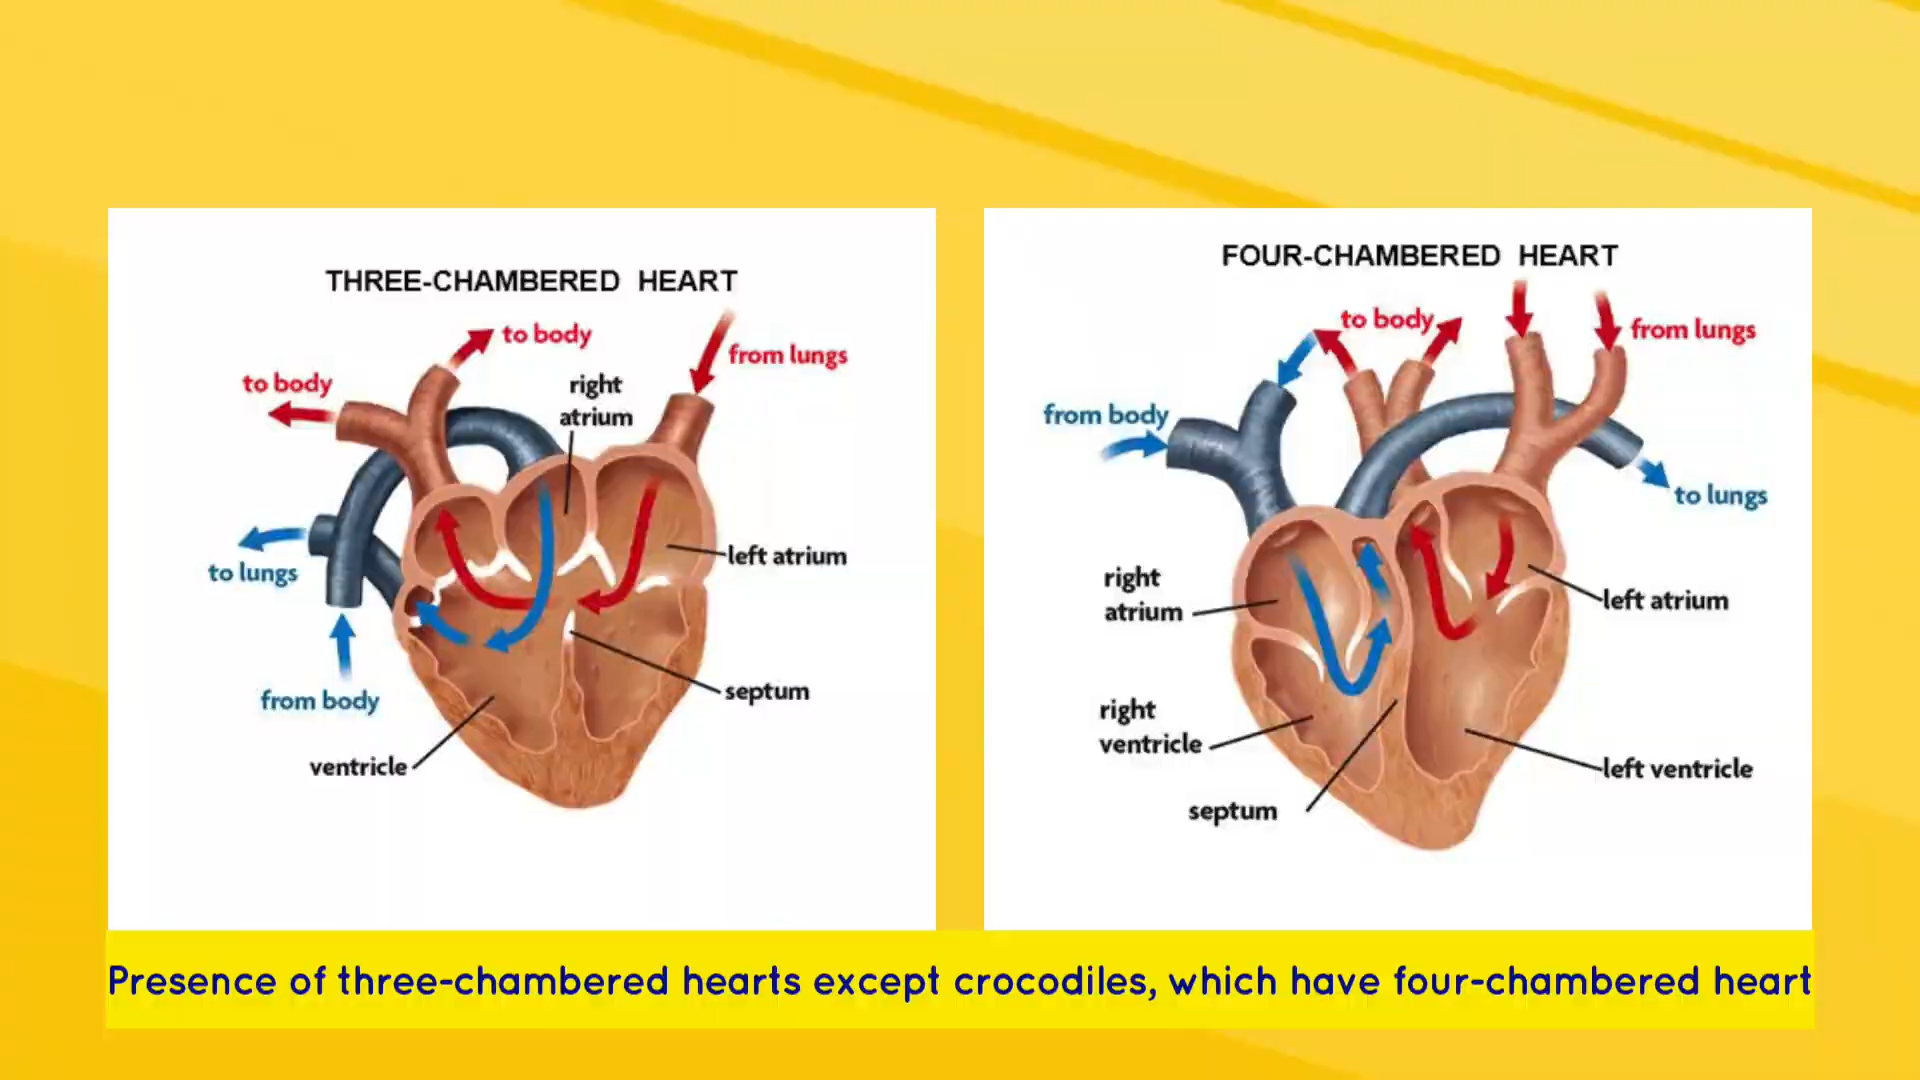 THREE-CHAMBERED HEART
to body
from lungs
to body
right
atrium
left atrium
to lungs
septum
from body
ventricle
FOUR-CHAMBERED HEART
to body
from lungs
from body
to lungs
right
atrium
left atrium
right
ventricle
left ventricle
septum
Presence of three-chambered hearts except crocodiles, which have four-chambered heart